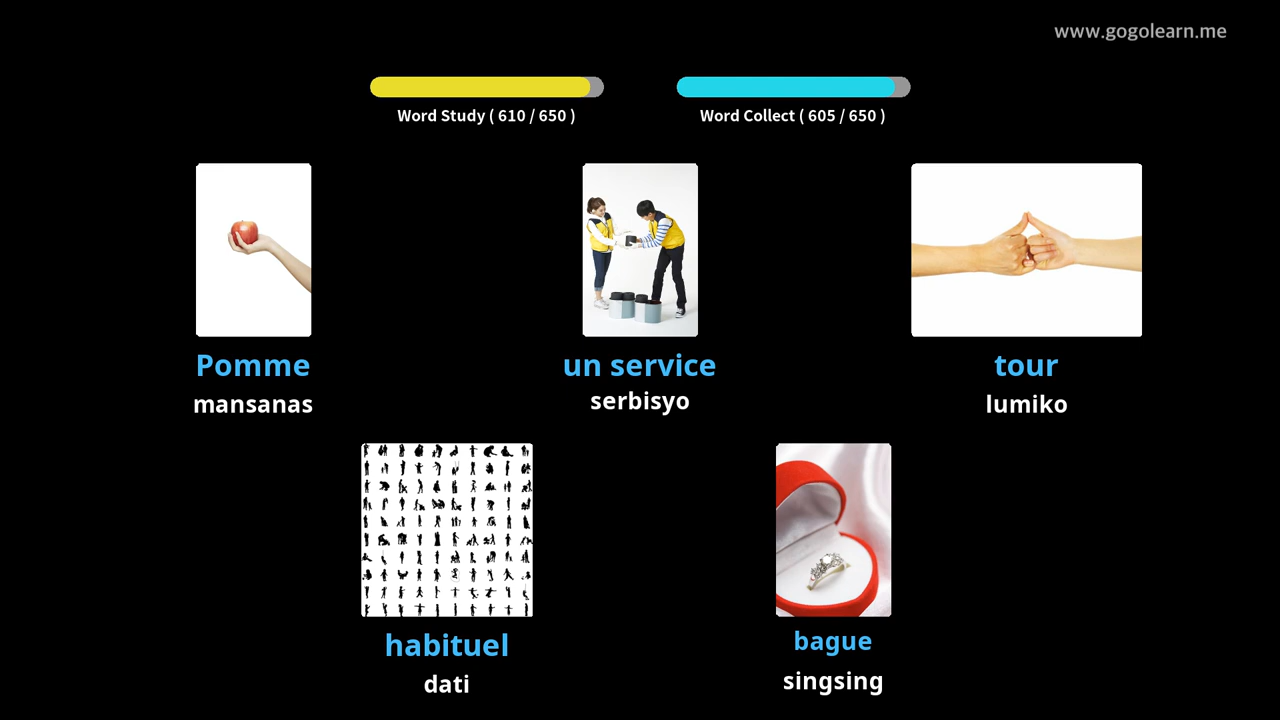 www.gogolearn.me
Word Study ( 610 / 650 )
Word Collect ( 605 / 650 )
Pomme
mansanas
un service
serbisyo
tour
lumiko
habituel
dati
bague
singsing